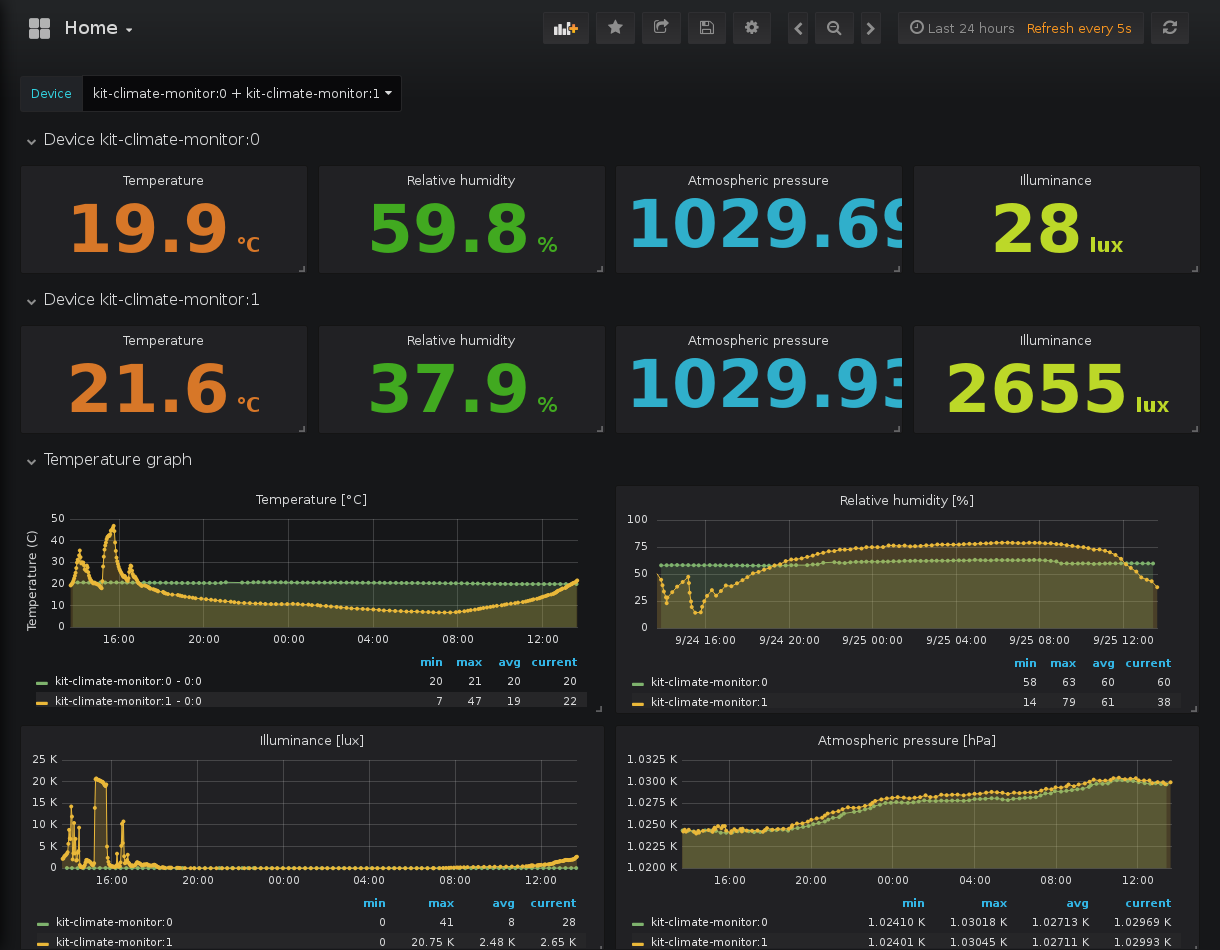 Home
Last 24 hours Refresh every 5s
Device kit-climate-monitor:0 + kit-climate-monitor:1
Device kit-climate-monitor:0
Temperature Relative humidity Atmospheric pressure Illuminance
19.9 °C 59.8 % 1029.69 28 lux
Device kit-climate-monitor:1
Temperature Relative humidity Atmospheric pressure Illuminance
21.6 °C 37.9 % 1029.93 2655 lux
Temperature graph
Temperature [°C]
Temperature (C)
50
40
30
20
10
0
16:00 20:00 00:00 04:00 08:00 12:00
min max avg current
kit-climate-monitor:0 - 0:0 20 21 20 20
kit-climate-monitor:1 - 0:0 7 47 19 22
Relative humidity [%]
100
75
50
25
0
9/24 16:00 9/24 20:00 9/25 00:00 9/25 04:00 9/25 08:00 9/25 12:00
min max avg current
kit-climate-monitor:0 58 63 60 60
kit-climate-monitor:1 14 79 61 38
Illuminance [lux]
25 K
20 K
15 K
10 K
5 K
0
16:00 20:00 00:00 04:00 08:00 12:00
min max avg current
kit-climate-monitor:0 0 41 8 28
kit-climate-monitor:1 0 20.75 K 2.48 K 2.65 K
Atmospheric pressure [hPa]
1.0325 K
1.0300 K
1.0275 K
1.0250 K
1.0225 K
1.0200 K
16:00 20:00 00:00 04:00 08:00 12:00
min max avg current
kit-climate-monitor:0 1.02410 K 1.03018 K 1.02713 K 1.02969 K
kit-climate-monitor:1 1.02401 K 1.03045 K 1.02711 K 1.02993 K